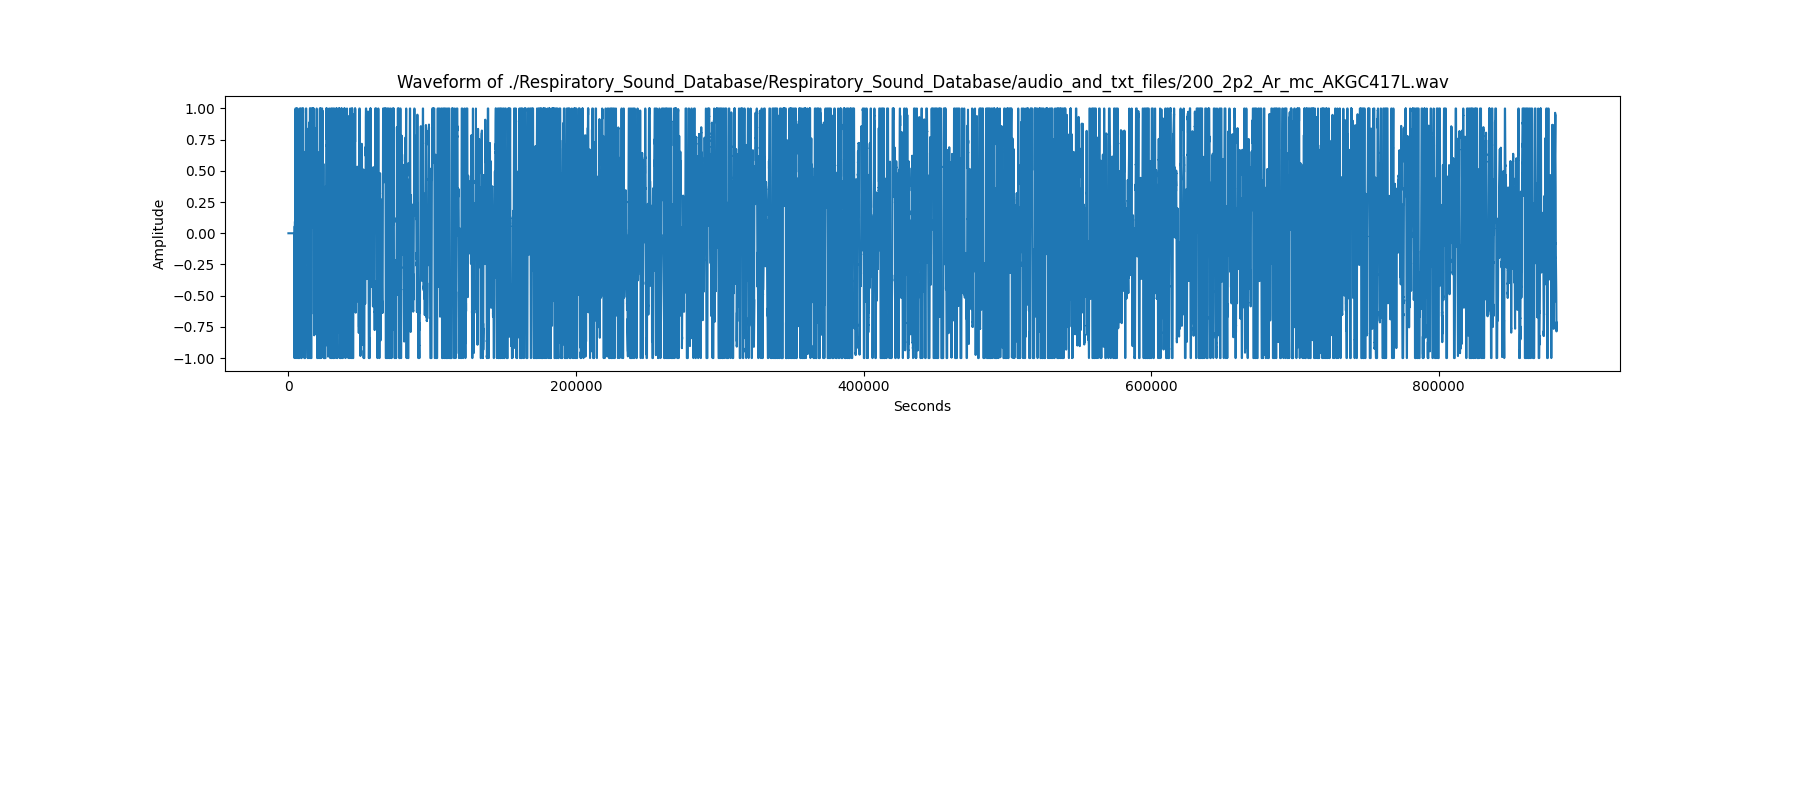 Waveform of ./Respiratory_Sound_Database/Respiratory_Sound_Database/audio_and_txt_files/200_2p2_Ar_mc_AKGC417L.wav
1.00
0.75
0.50
0.25
0.00
−0.25
−0.50
−0.75
−1.00
Amplitude
0 200000 400000 600000 800000
Seconds